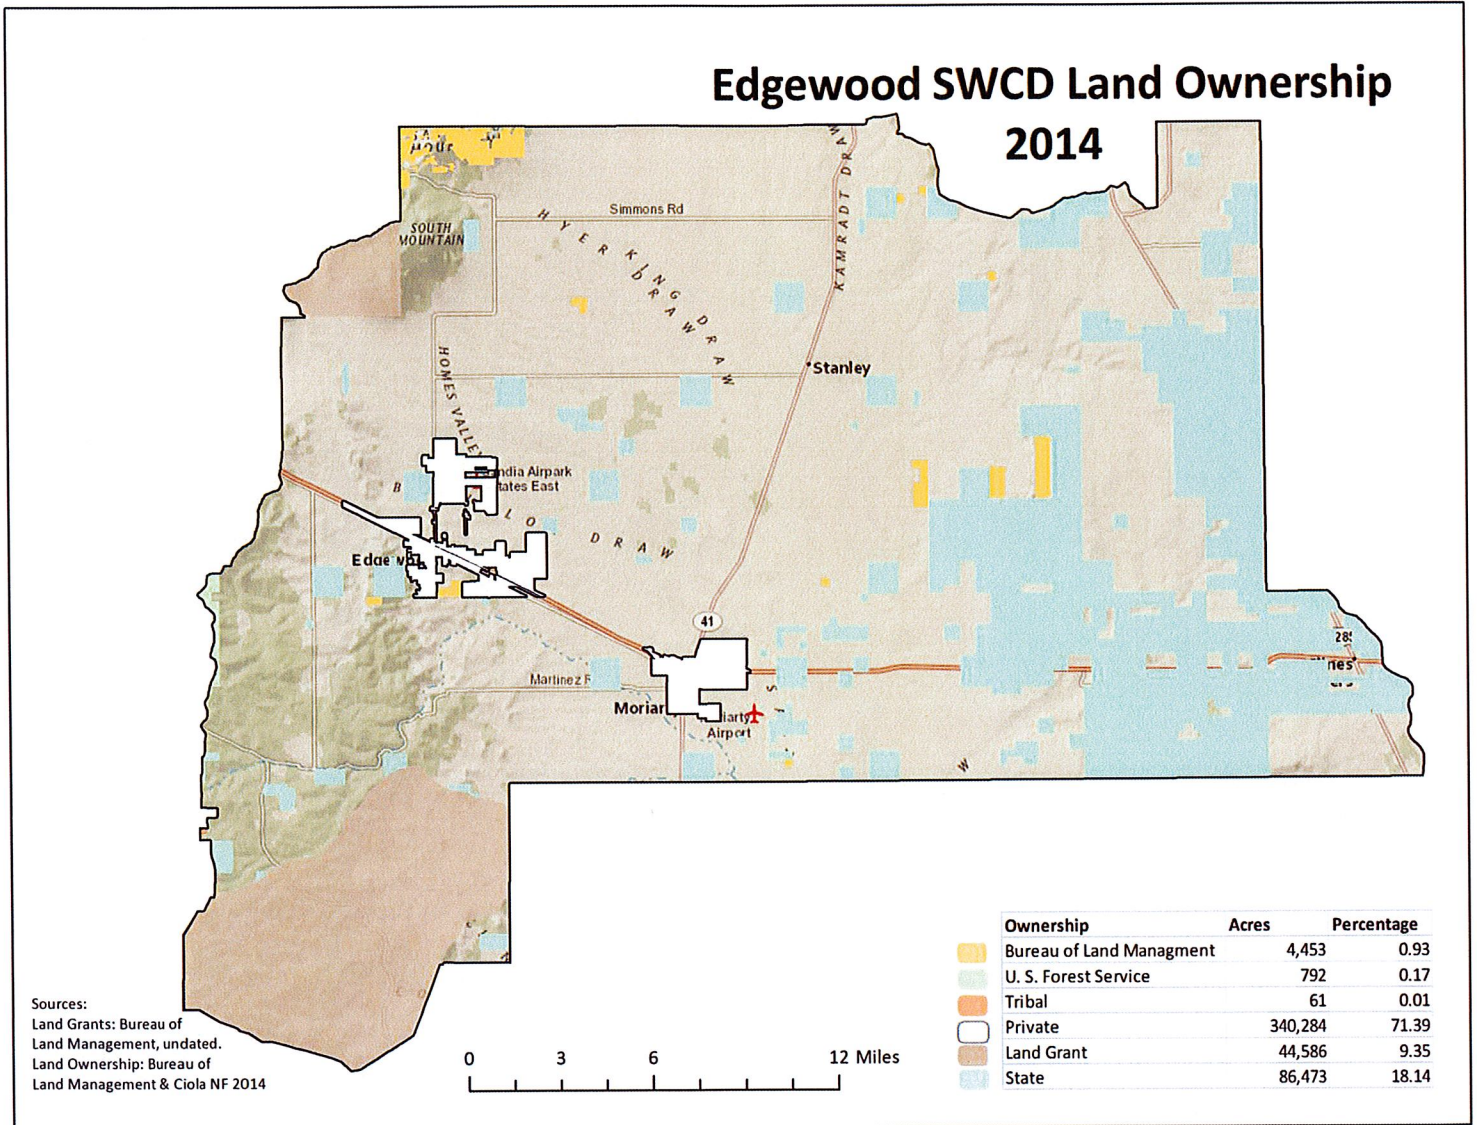 Edgewood SWCD Land Ownership
2014
SOUTH
MOUNTAIN
Simmons Rd
HYER DRAW
KING DRAW
KAMRADT DRA
Stanley
HOMES VALLEY
ndia Airpark
tates East
B
LO DRAW
Edgew
41
Martinez R
Moriar
iarty
Airport
W
Ownership Acres Percentage
Bureau of Land Managment 4,453 0.93
U. S. Forest Service 792 0.17
Tribal 61 0.01
Private 340,284 71.39
Land Grant 44,586 9.35
State 86,473 18.14
Sources:
Land Grants: Bureau of
Land Management, undated.
Land Ownership: Bureau of
Land Management & Ciola NF 2014
0 3 6 12 Miles